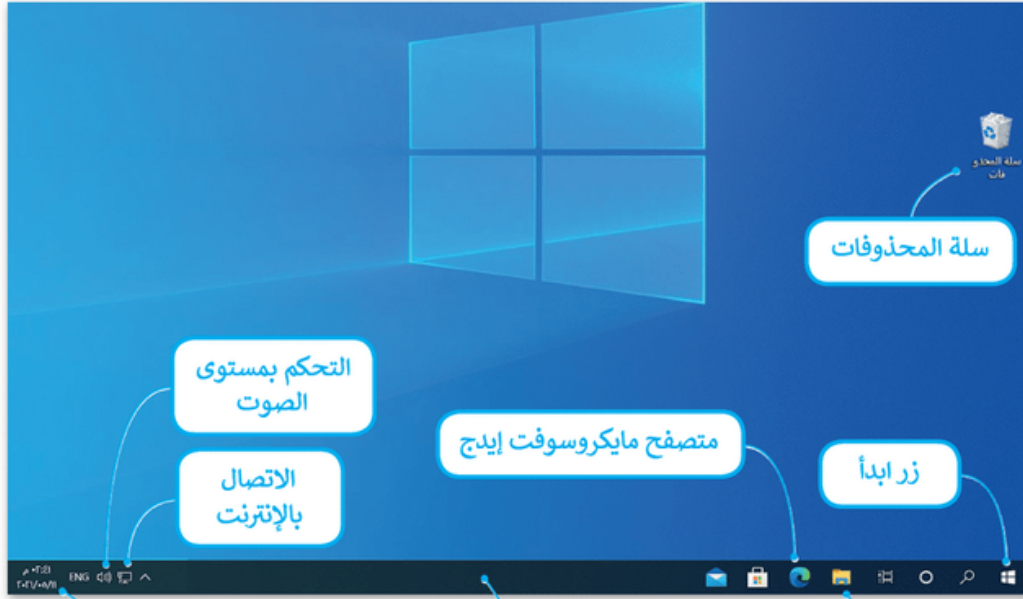 سلة المحذو
فات
سلة المحذوفات
التحكم بمستوى
الصوت
متصفح مايكروسوفت إيدج
زر ابدأ
الاتصال
بالإنترنت
ENG